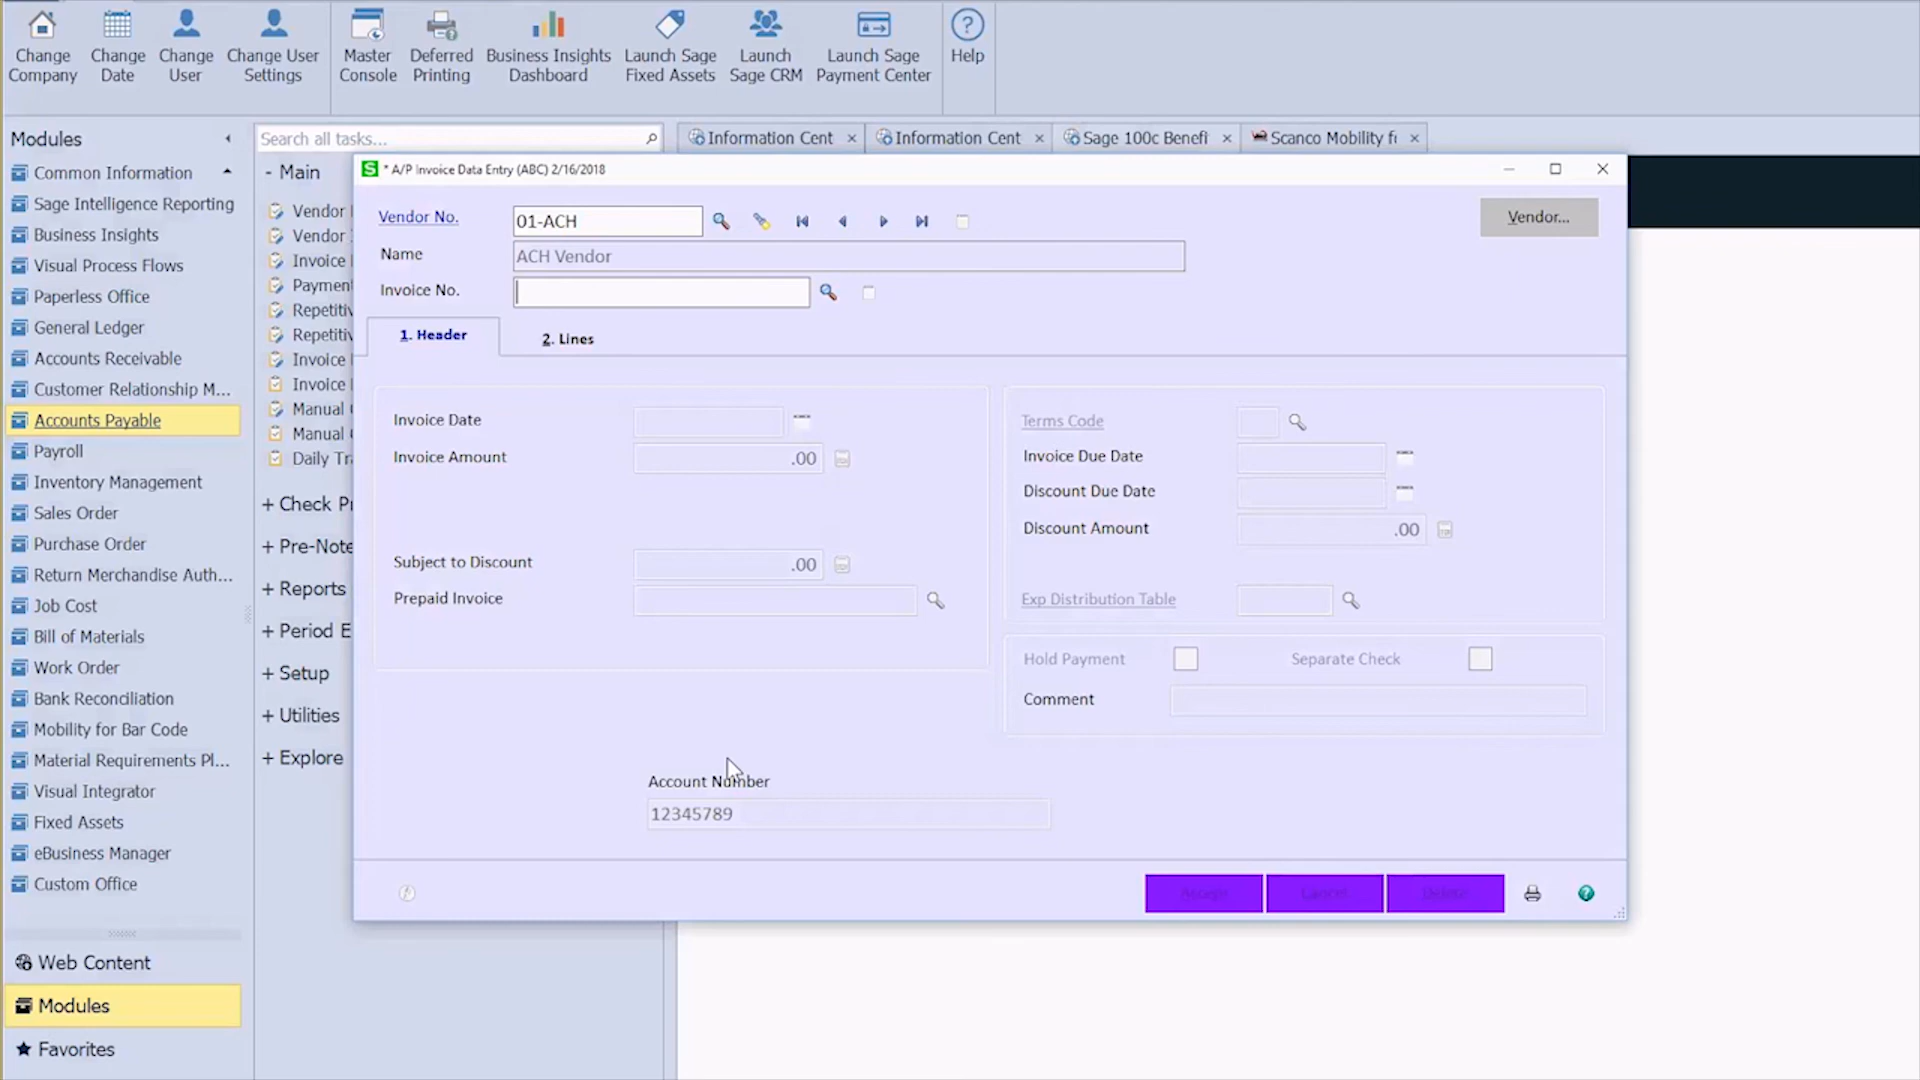 Change Company
Change Date
Change User
Change User Settings
Master Console
Deferred Printing
Business Insights Dashboard
Launch Sage Fixed Assets
Launch Sage CRM
Launch Sage Payment Center
Help
Modules
Common Information
Sage Intelligence Reporting
Business Insights
Visual Process Flows
Paperless Office
General Ledger
Accounts Receivable
Customer Relationship M...
Accounts Payable
Payroll
Inventory Management
Sales Order
Purchase Order
Return Merchandise Auth...
Job Cost
Bill of Materials
Work Order
Bank Reconciliation
Mobility for Bar Code
Material Requirements Pl...
Visual Integrator
Fixed Assets
eBusiness Manager
Custom Office
Web Content
Modules
Favorites
Search all tasks...
- Main
Vendor
Vendor
Invoice
Payment
Repetitiv
Repetitiv
Invoice
Invoice
Manual
Manual
Daily Tra
+ Check Pr
+ Pre-Note
+ Reports
+ Period E
+ Setup
+ Utilities
+ Explore
Information Cent ×
Information Cent ×
Sage 100c Benefi ×
Scanco Mobility f ×
S * A/P Invoice Data Entry (ABC) 2/16/2018
Vendor No. 01-ACH
Vendor...
Name ACH Vendor
Invoice No.
1. Header
2. Lines
Invoice Date
Invoice Amount .00
Subject to Discount .00
Prepaid Invoice
Terms Code
Invoice Due Date
Discount Due Date
Discount Amount .00
Exp Distribution Table
Hold Payment
Separate Check
Comment
Account Number
12345789
Accept
Cancel
Delete